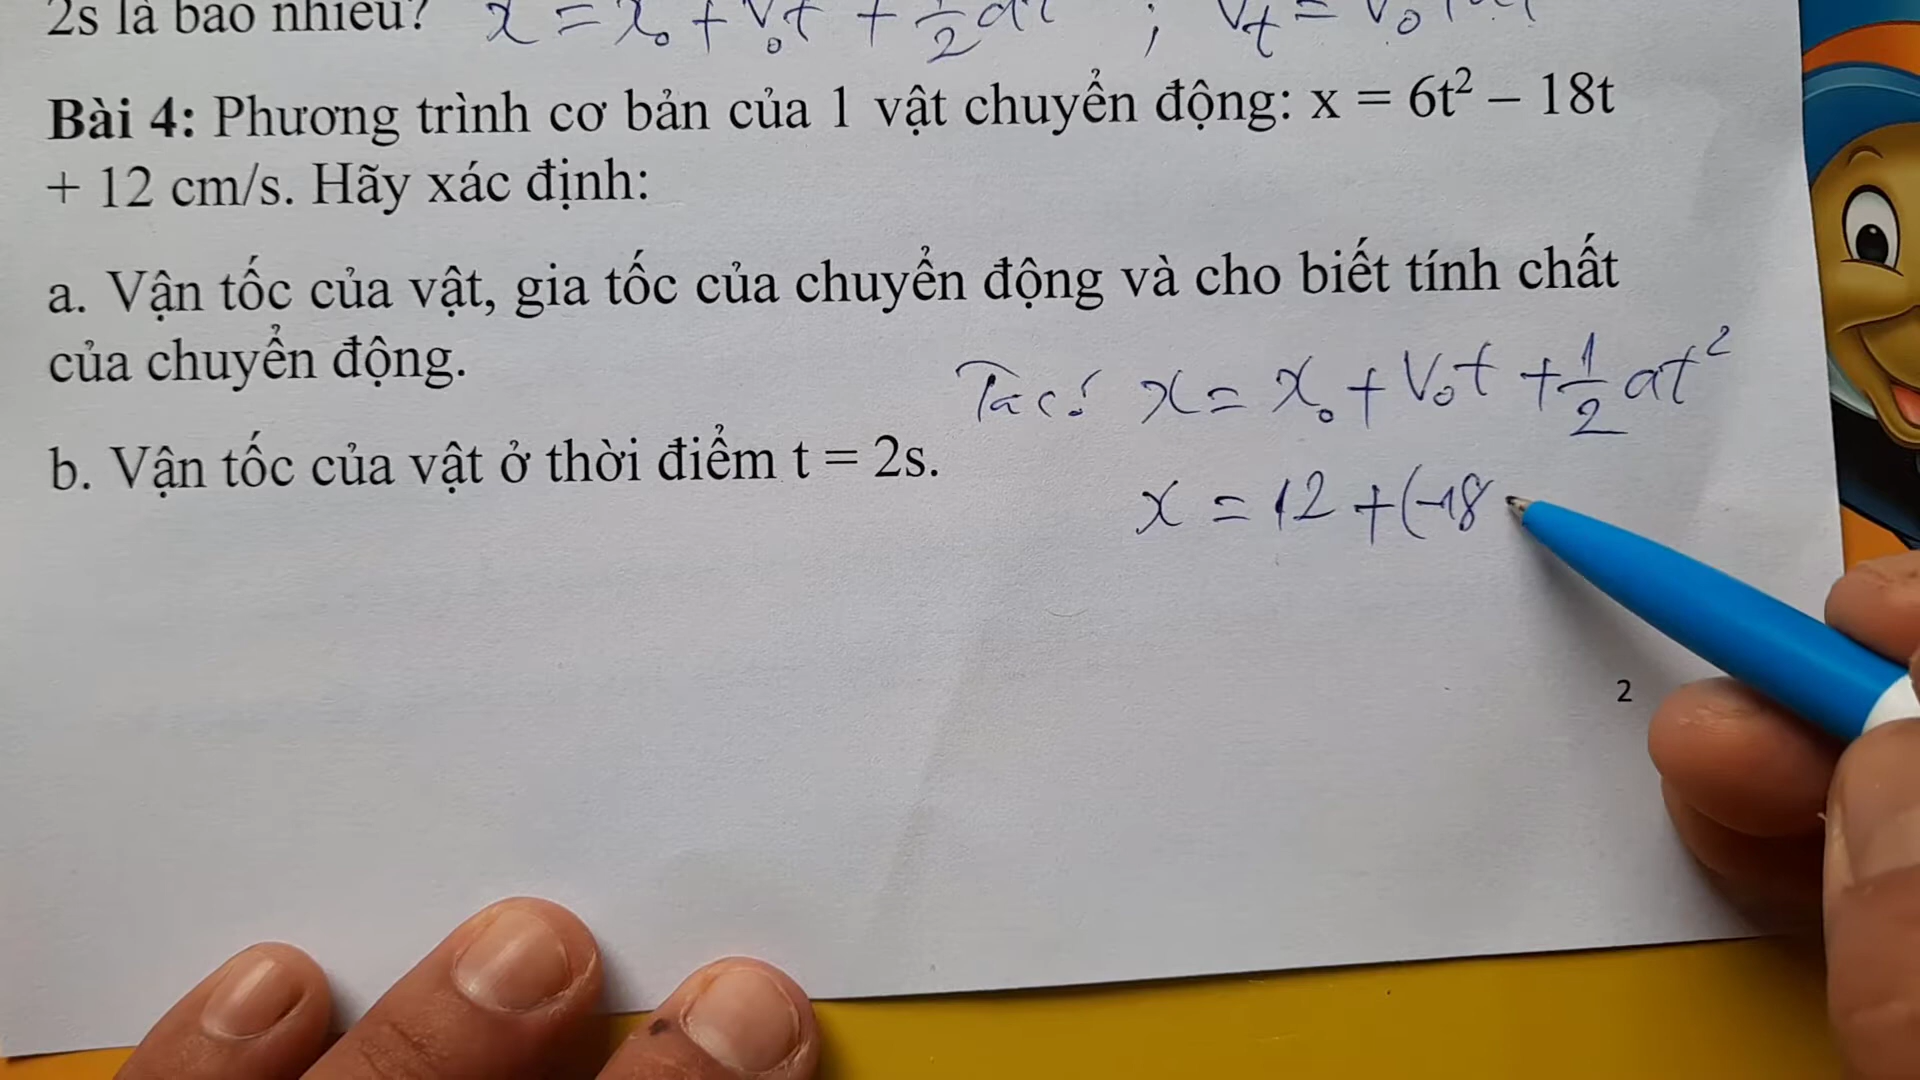 2s là bao nhiêu? x = x₀ + v₀t + ½at ; vₜ = v₀ + at
Bài 4: Phương trình cơ bản của 1 vật chuyển động: x = 6t² – 18t
+ 12 cm/s. Hãy xác định:
a. Vận tốc của vật, gia tốc của chuyển động và cho biết tính chất
của chuyển động.
Ta có: x = x₀ + v₀t + ½at²
b. Vận tốc của vật ở thời điểm t = 2s.
x = 12 + (-18
2